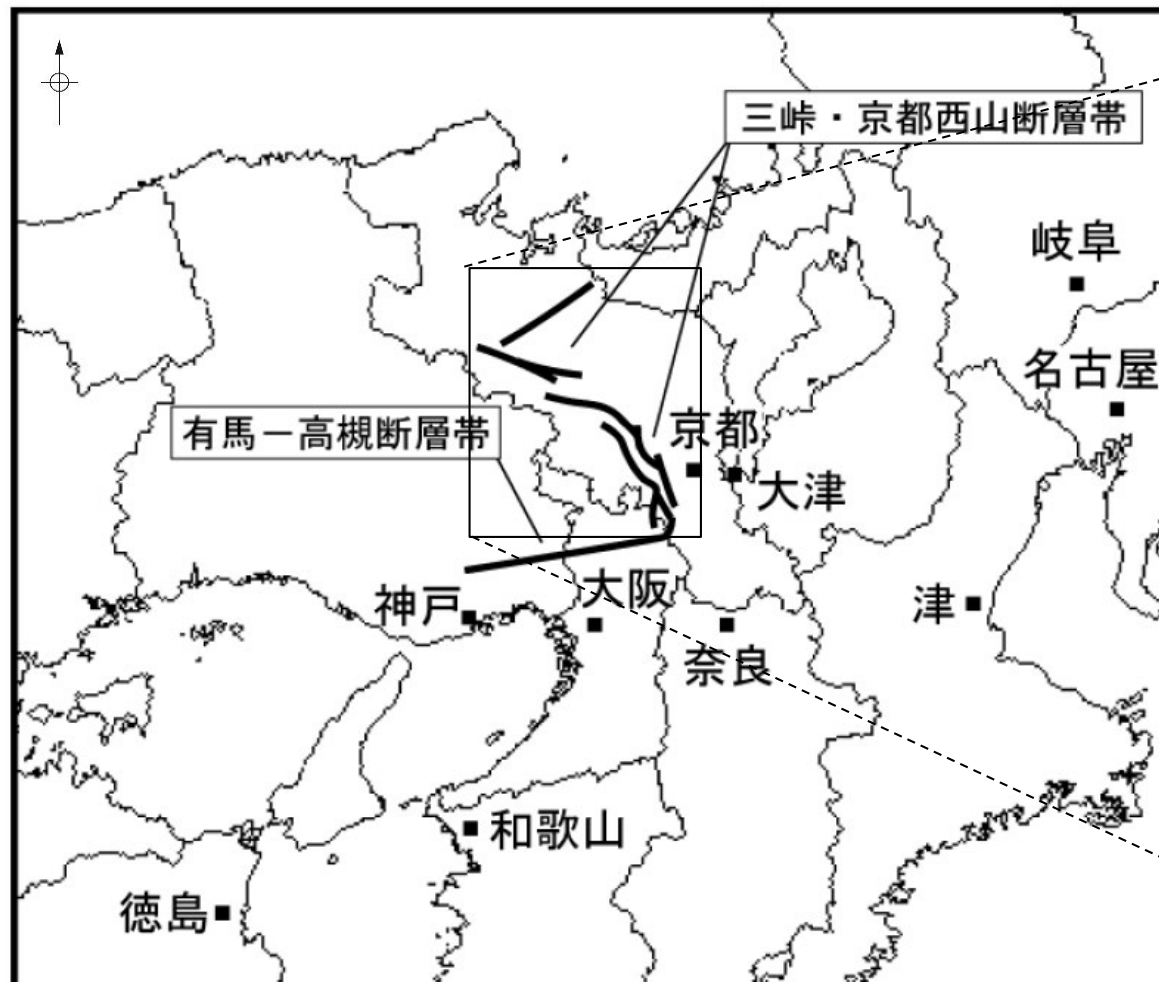 三峠・京都西山断層帯
岐阜
名古屋
有馬－高槻断層帯
京都
大津
神戸
大阪
津
奈良
和歌山
徳島